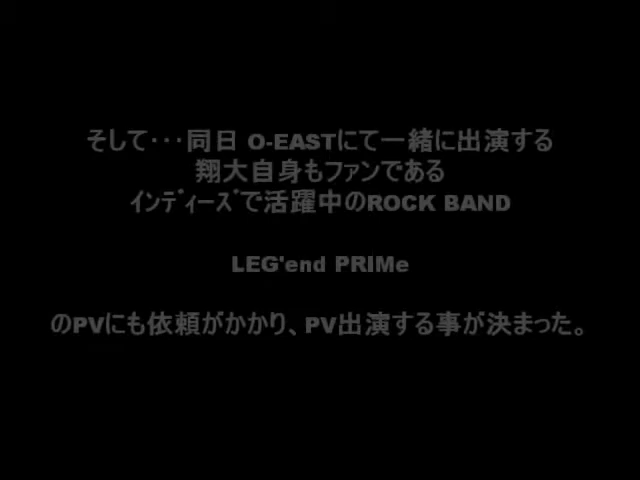 そして・・・同日 O-EASTにて一緒に出演する
翔大自身もファンである
インディーズで活躍中のROCK BAND
LEG'end PRIMe
のPVにも依頼がかかり、PV出演する事が決まった。